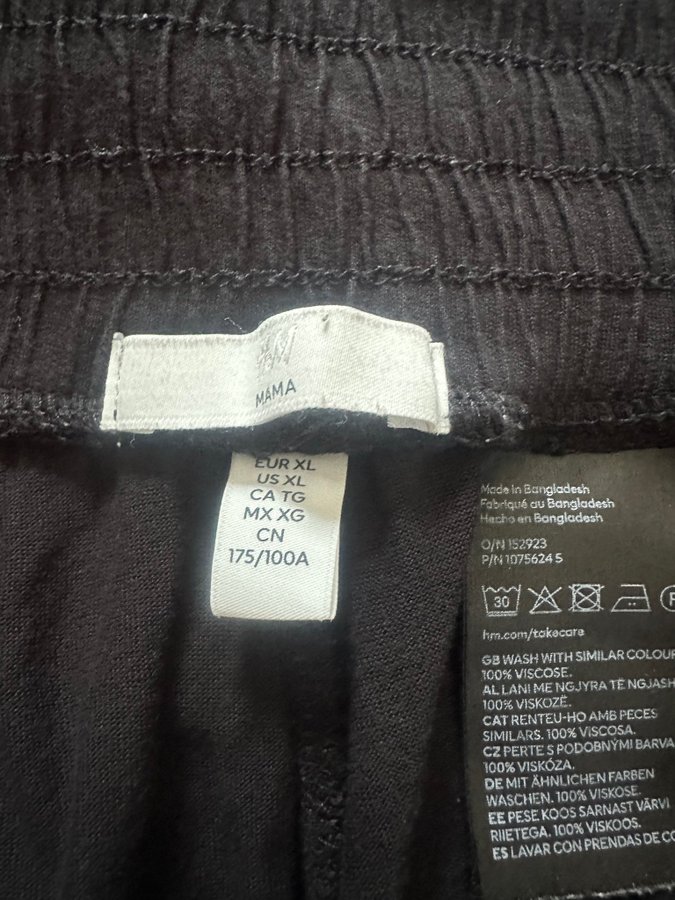 H&M
MAMA
EUR XL
US XL
CA TG
MX XG
CN
175/100A
Made in Bangladesh
Fabriqué au Bangladesh
Hecho en Bangladesh
O/N 152923
P/N 1075624 5
30
hm.com/takecare
GB WASH WITH SIMILAR COLOU
100% VISCOSE.
AL LANI ME NGJYRA TË NGJASH
100% VISKOZË.
CAT RENTEU-HO AMB PECES
SIMILARS. 100% VISCOSA.
CZ PERTE S PODOBNÝMI BARVA
100% VISKÓZA.
DE MIT ÄHNLICHEN FARBEN
WASCHEN. 100% VISKOSE.
EE PESE KOOS SARNAST VÄRVI
RIIETEGA. 100% VISKOOS.
ES LAVAR CON PRENDAS DE CO